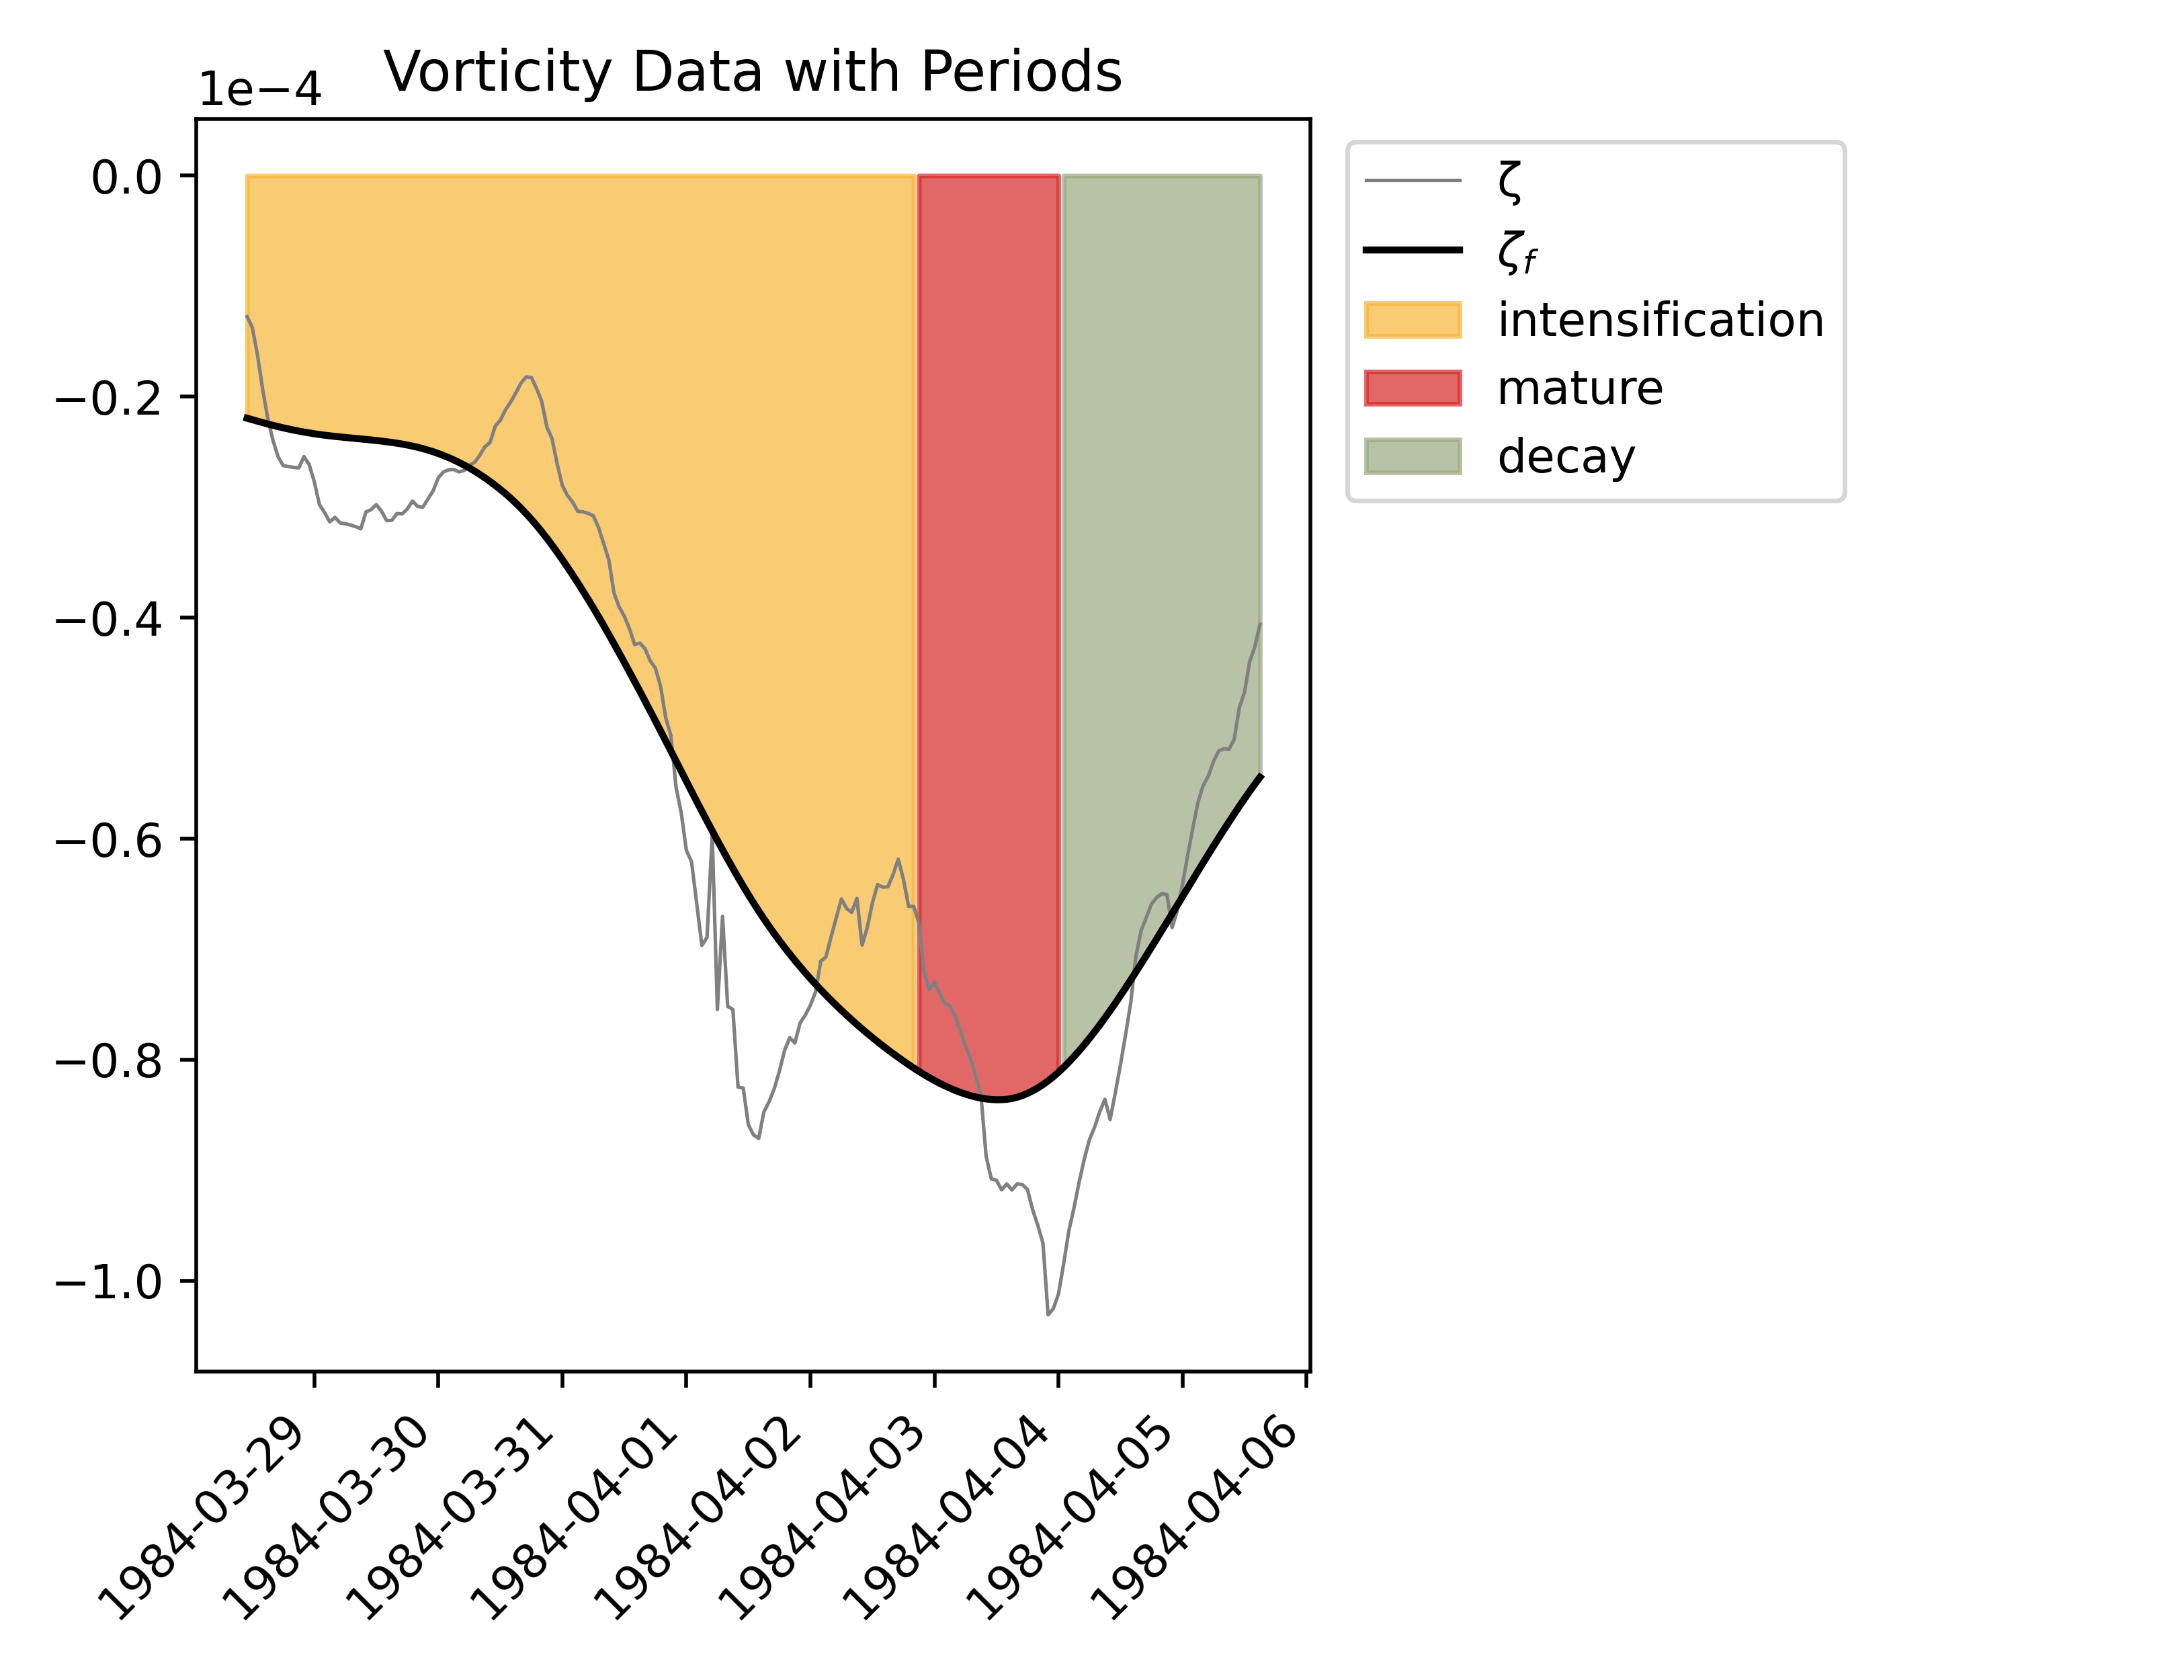 Vorticity Data with Periods
1e−4
0.0
−0.2
−0.4
−0.6
−0.8
−1.0
1984-03-29
1984-03-30
1984-03-31
1984-04-01
1984-04-02
1984-04-03
1984-04-04
1984-04-05
1984-04-06
ζ
ζf
intensification
mature
decay